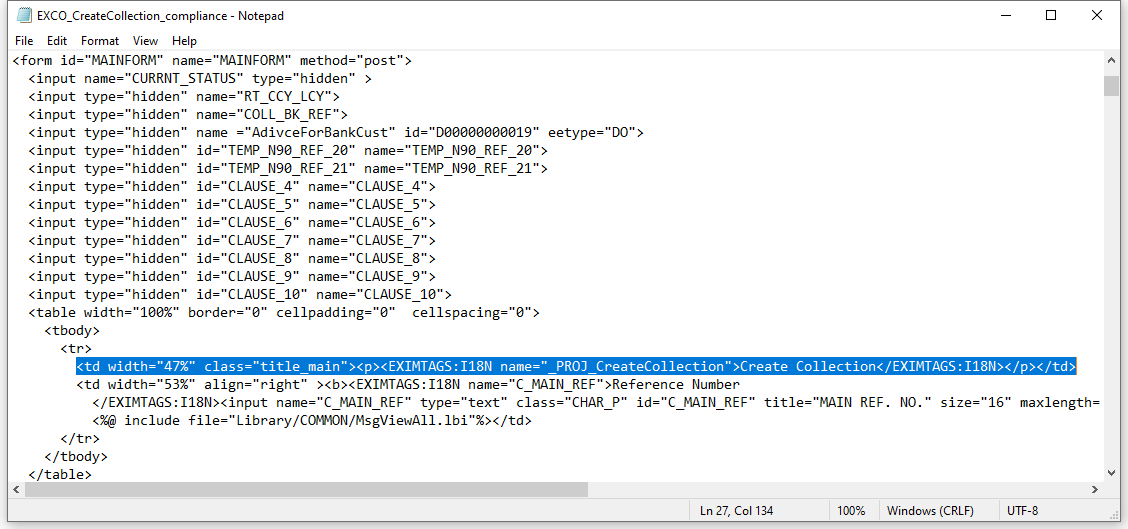 EXCO_CreateCollection_compliance - Notepad
File Edit Format View Help
<form id="MAINFORM" name="MAINFORM" method="post">
<input name="CURRNT_STATUS" type="hidden" >
<input type="hidden" name="RT_CCY_LCY">
<input type="hidden" name="COLL_BK_REF">
<input type="hidden" name ="AdivceForBankCust" id="D00000000019" eetype="DO">
<input type="hidden" id="TEMP_N90_REF_20" name="TEMP_N90_REF_20">
<input type="hidden" id="TEMP_N90_REF_21" name="TEMP_N90_REF_21">
<input type="hidden" id="CLAUSE_4" name="CLAUSE_4">
<input type="hidden" id="CLAUSE_5" name="CLAUSE_5">
<input type="hidden" id="CLAUSE_6" name="CLAUSE_6">
<input type="hidden" id="CLAUSE_7" name="CLAUSE_7">
<input type="hidden" id="CLAUSE_8" name="CLAUSE_8">
<input type="hidden" id="CLAUSE_9" name="CLAUSE_9">
<input type="hidden" id="CLAUSE_10" name="CLAUSE_10">
<table width="100%" border="0" cellpadding="0"  cellspacing="0">
<tbody>
<tr>
<td width="47%" class="title_main"><p><EXIMTAGS:I18N name="_PROJ_CreateCollection">Create Collection</EXIMTAGS:I18N></p></td>
<td width="53%" align="right" ><b><EXIMTAGS:I18N name="C_MAIN_REF">Reference Number
</EXIMTAGS:I18N><input name="C_MAIN_REF" type="text" class="CHAR_P" id="C_MAIN_REF" title="MAIN REF. NO." size="16" maxlength=
<%@ include file="Library/COMMON/MsgViewAll.lbi"%></td>
</tr>
</tbody>
</table>
Ln 27, Col 134 100% Windows (CRLF) UTF-8